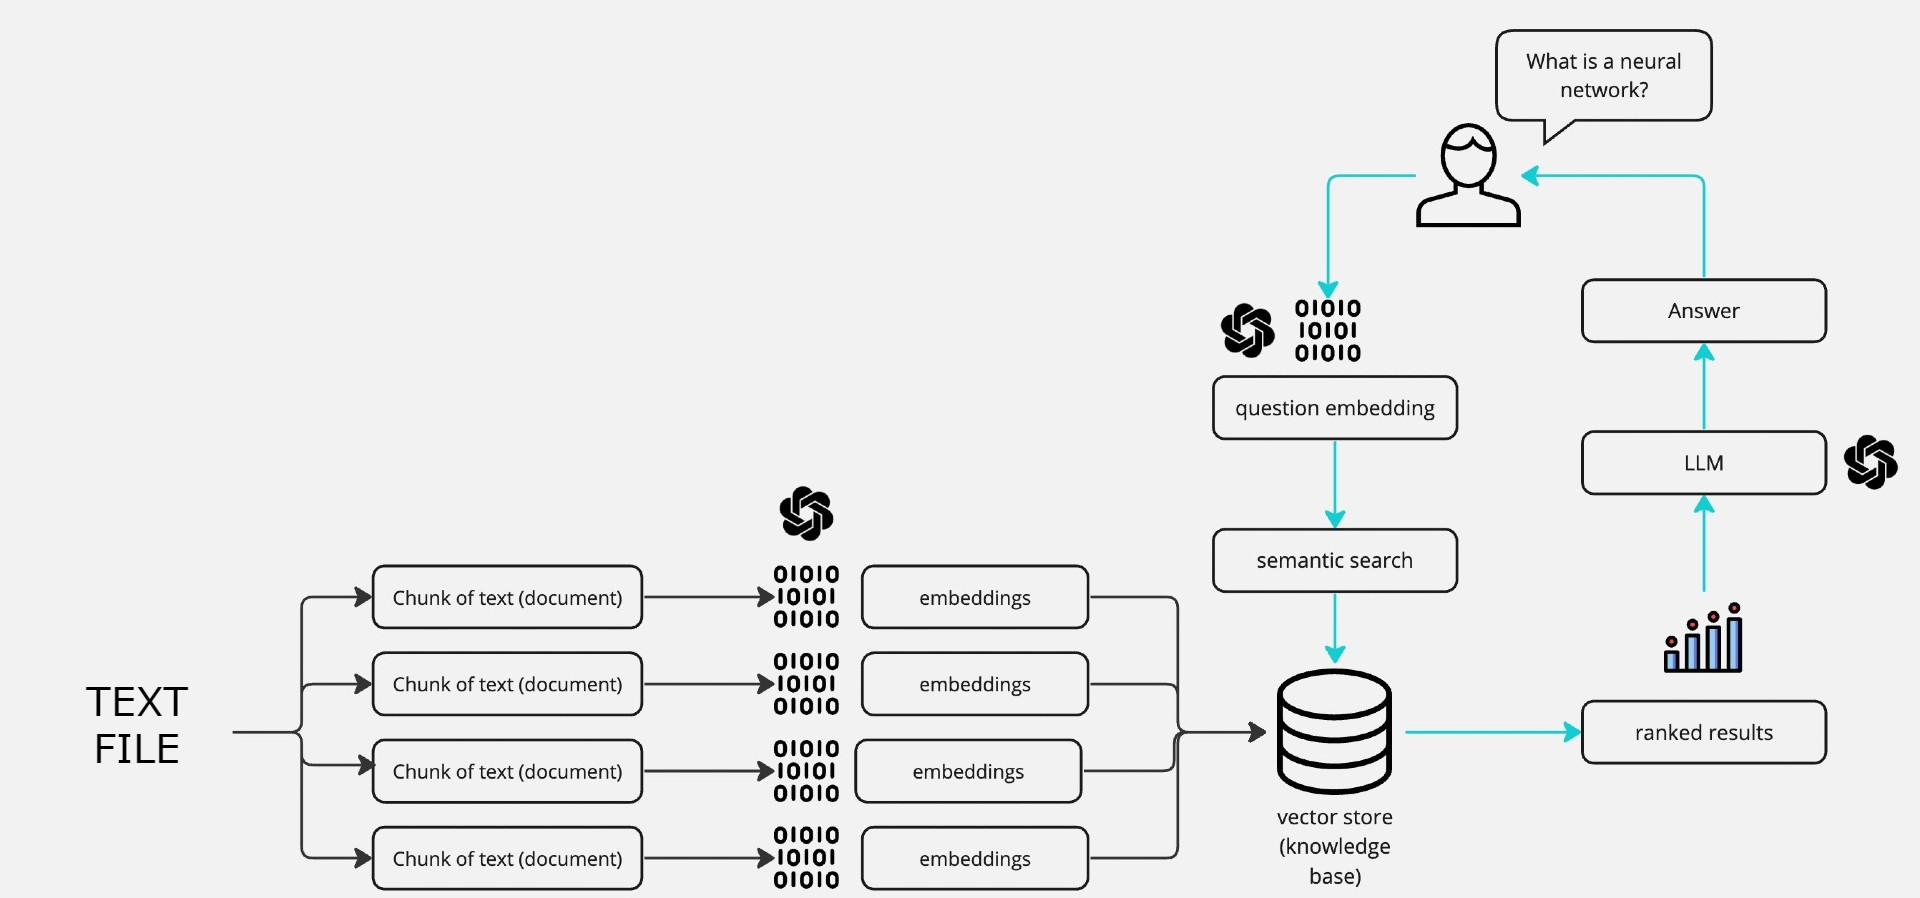 What is a neural
network?
01010
10101
01010
question embedding
semantic search
Answer
LLM
TEXT
FILE
Chunk of text (document)
01010
10101
01010
embeddings
Chunk of text (document)
01010
10101
01010
embeddings
Chunk of text (document)
01010
10101
01010
embeddings
Chunk of text (document)
01010
10101
01010
embeddings
vector store
(knowledge
base)
ranked results